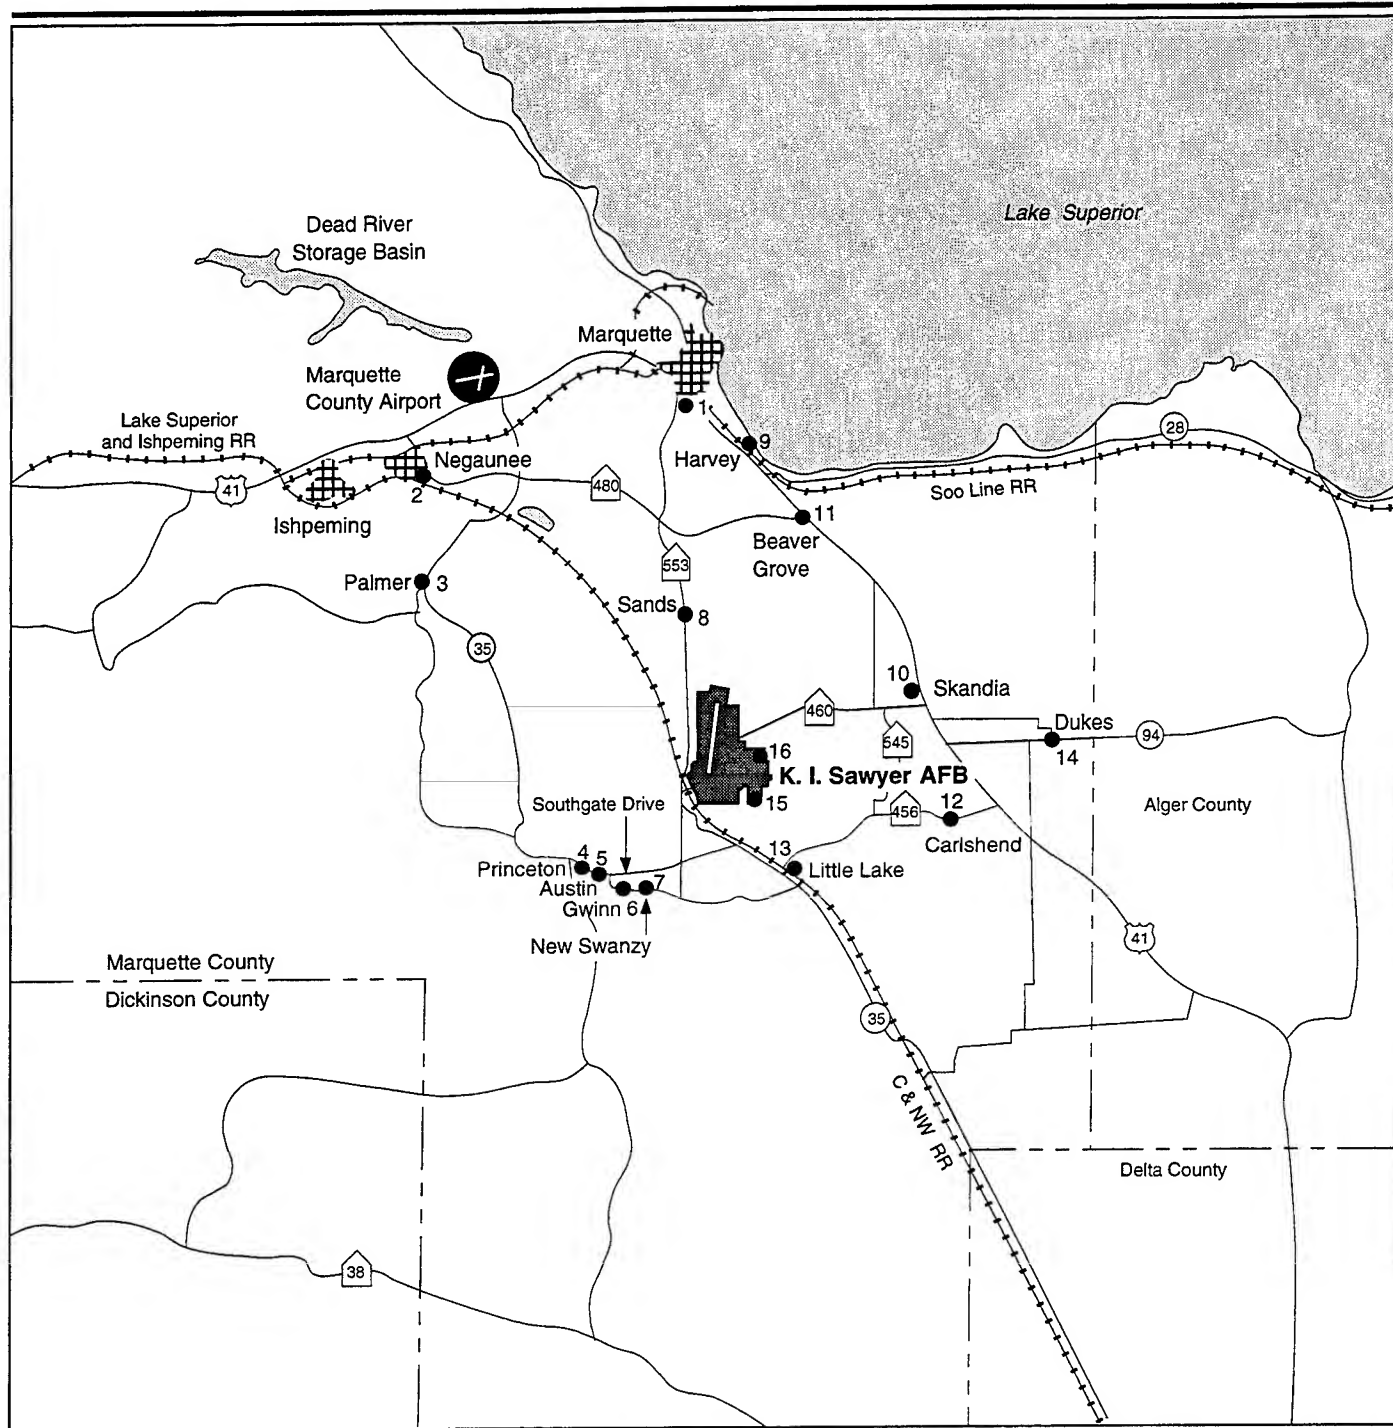 Lake Superior
Dead River
Storage Basin
Marquette
Marquette
County Airport
1
Lake Superior
and Ishpeming RR
28
9
Harvey
Negaunee
41
2
480
Soo Line RR
Ishpeming
11
Beaver
Grove
553
Palmer
3
Sands
8
35
10
Skandia
460
Dukes
545
94
14
16
K. I. Sawyer AFB
15
Southgate Drive
456
12
Alger County
Carlshend
4
5
13
Princeton
Little Lake
Austin
7
Gwinn 6
New Swanzy
41
Marquette County
Dickinson County
35
C & NW RR
Delta County
38